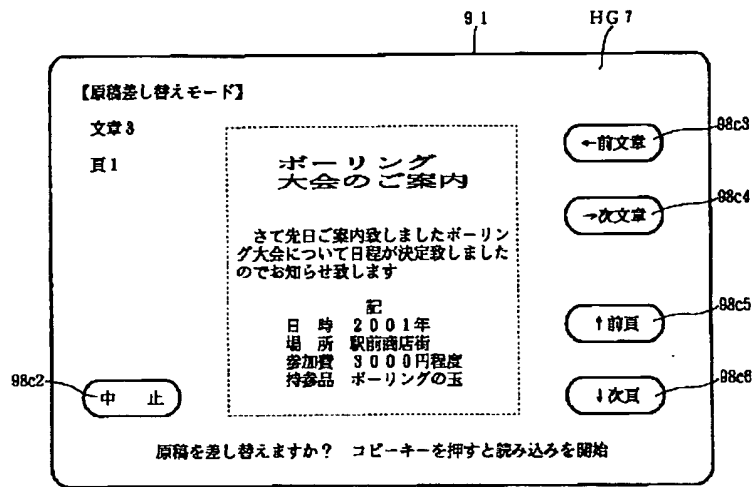 91
HG7
【原稿差し替えモード】
文章3
頁1
ボーリング
大会のご案内
さて先日ご案内致しましたボーリン
グ大会について日程が決定致しました
のでお知らせ致します
記
日 時 2001年
場 所 駅前商店街
参加費 3000円程度
持参品 ボーリングの玉
←前文章
98c3
→次文章
98c4
↑前頁
98c5
↓次頁
98c6
98c2
中 止
原稿を差し替えますか? コピーキーを押すと読み込みを開始